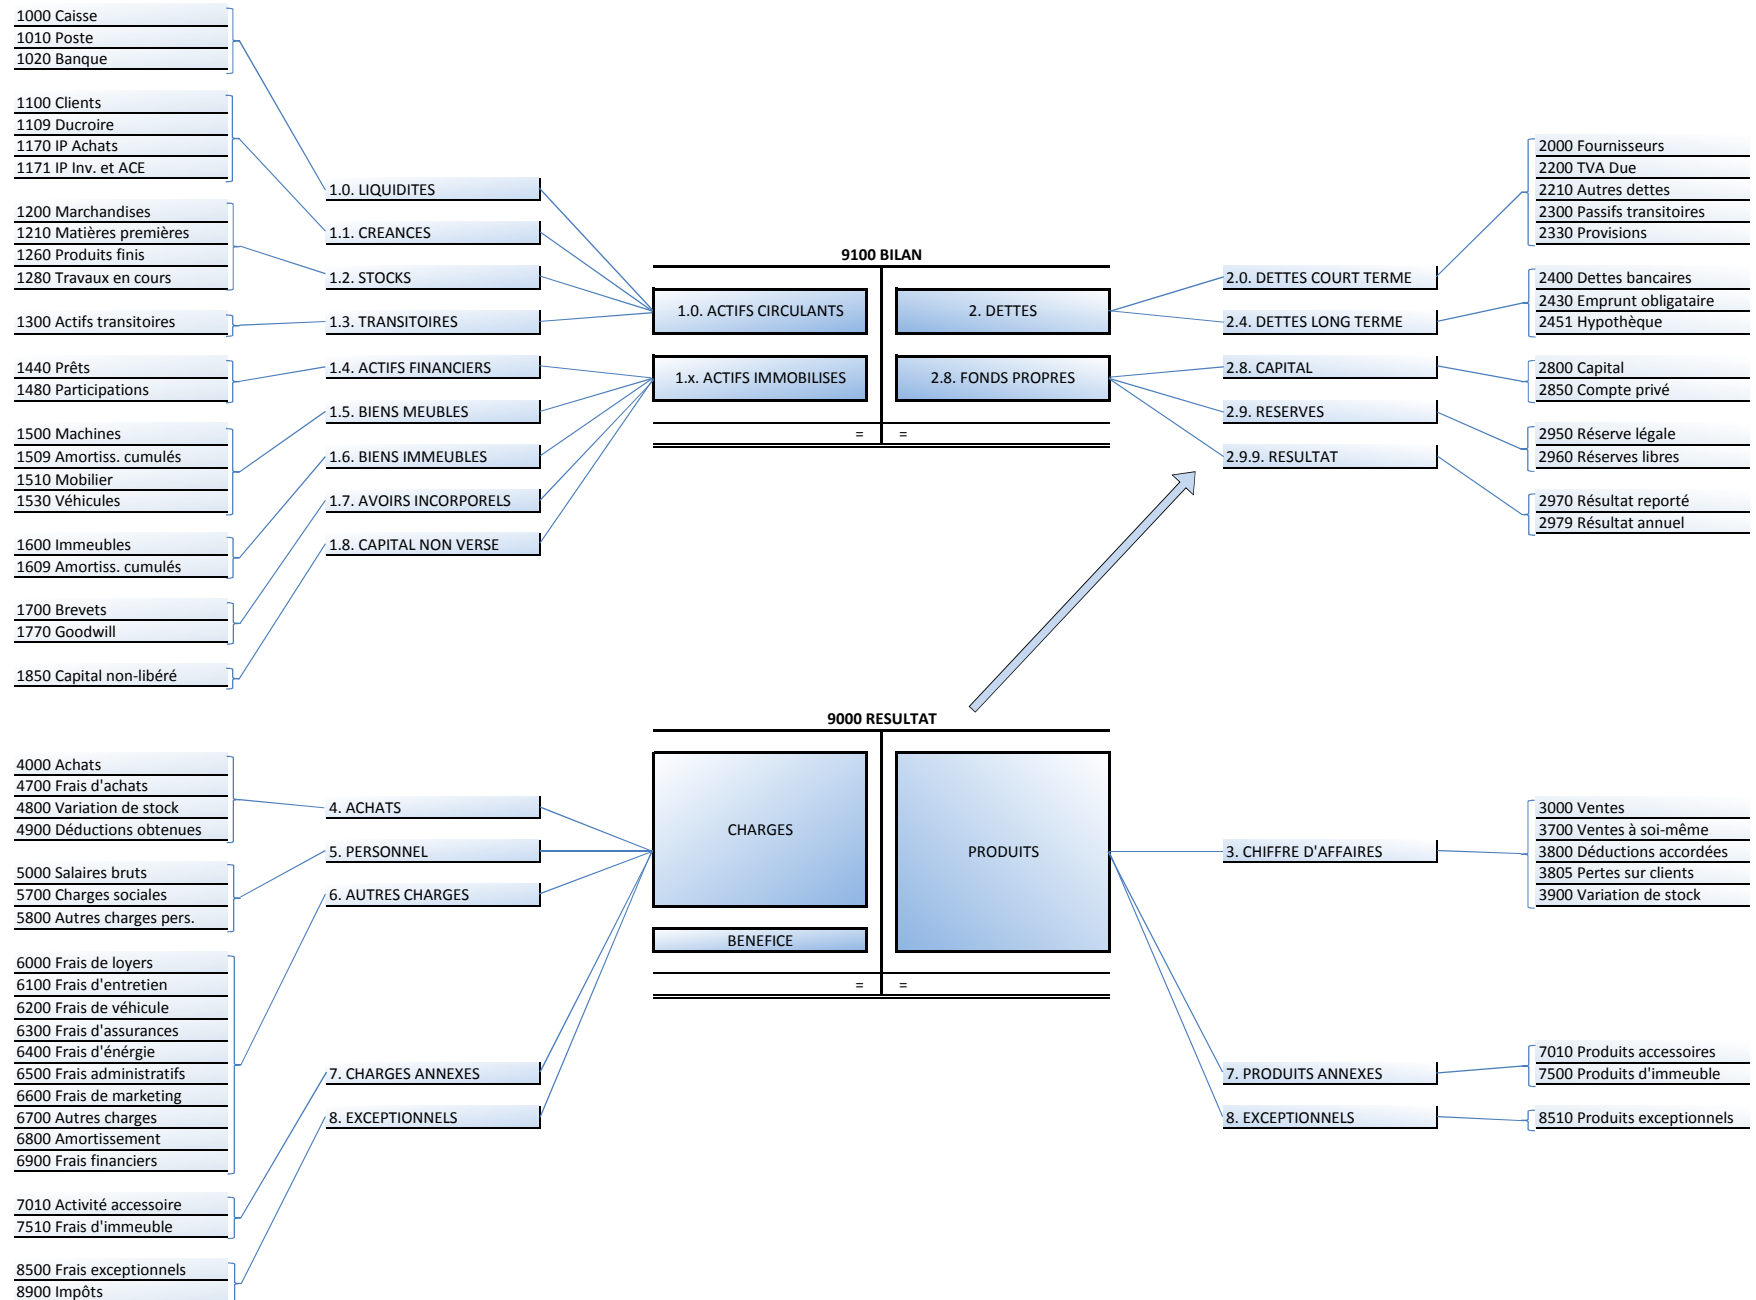 1000 Caisse
1010 Poste
1020 Banque
1100 Clients
1109 Ducroire
1170 IP Achats
1171 IP Inv. et ACE
1200 Marchandises
1210 Matières premières
1260 Produits finis
1280 Travaux en cours
1300 Actifs transitoires
1440 Prêts
1480 Participations
1500 Machines
1509 Amortiss. cumulés
1510 Mobilier
1530 Véhicules
1600 Immeubles
1609 Amortiss. cumulés
1700 Brevets
1770 Goodwill
1850 Capital non-libéré
1.0. LIQUIDITES
1.1. CREANCES
1.2. STOCKS
1.3. TRANSITOIRES
1.4. ACTIFS FINANCIERS
1.5. BIENS MEUBLES
1.6. BIENS IMMEUBLES
1.7. AVOIRS INCORPORELS
1.8. CAPITAL NON VERSE
9100 BILAN
1.0. ACTIFS CIRCULANTS
2. DETTES
1.x. ACTIFS IMMOBILISES
2.8. FONDS PROPRES
= =
2.0. DETTES COURT TERME
2.4. DETTES LONG TERME
2.8. CAPITAL
2.9. RESERVES
2.9.9. RESULTAT
2000 Fournisseurs
2200 TVA Due
2210 Autres dettes
2300 Passifs transitoires
2330 Provisions
2400 Dettes bancaires
2430 Emprunt obligataire
2451 Hypothèque
2800 Capital
2850 Compte privé
2950 Réserve légale
2960 Réserves libres
2970 Résultat reporté
2979 Résultat annuel
4000 Achats
4700 Frais d'achats
4800 Variation de stock
4900 Déductions obtenues
5000 Salaires bruts
5700 Charges sociales
5800 Autres charges pers.
6000 Frais de loyers
6100 Frais d'entretien
6200 Frais de véhicule
6300 Frais d'assurances
6400 Frais d'énérgie
6500 Frais administratifs
6600 Frais de marketing
6700 Autres charges
6800 Amortissement
6900 Frais financiers
7010 Activité accessoire
7510 Frais d'immeuble
8500 Frais exceptionnels
8900 Impôts
4. ACHATS
5. PERSONNEL
6. AUTRES CHARGES
7. CHARGES ANNEXES
8. EXCEPTIONNELS
9000 RESULTAT
CHARGES
PRODUITS
BENEFICE
= =
3. CHIFFRE D'AFFAIRES
7. PRODUITS ANNEXES
8. EXCEPTIONNELS
3000 Ventes
3700 Ventes à soi-même
3800 Déductions accordées
3805 Pertes sur clients
3900 Variation de stock
7010 Produits accessoires
7500 Produits d'immeuble
8510 Produits exceptionnels